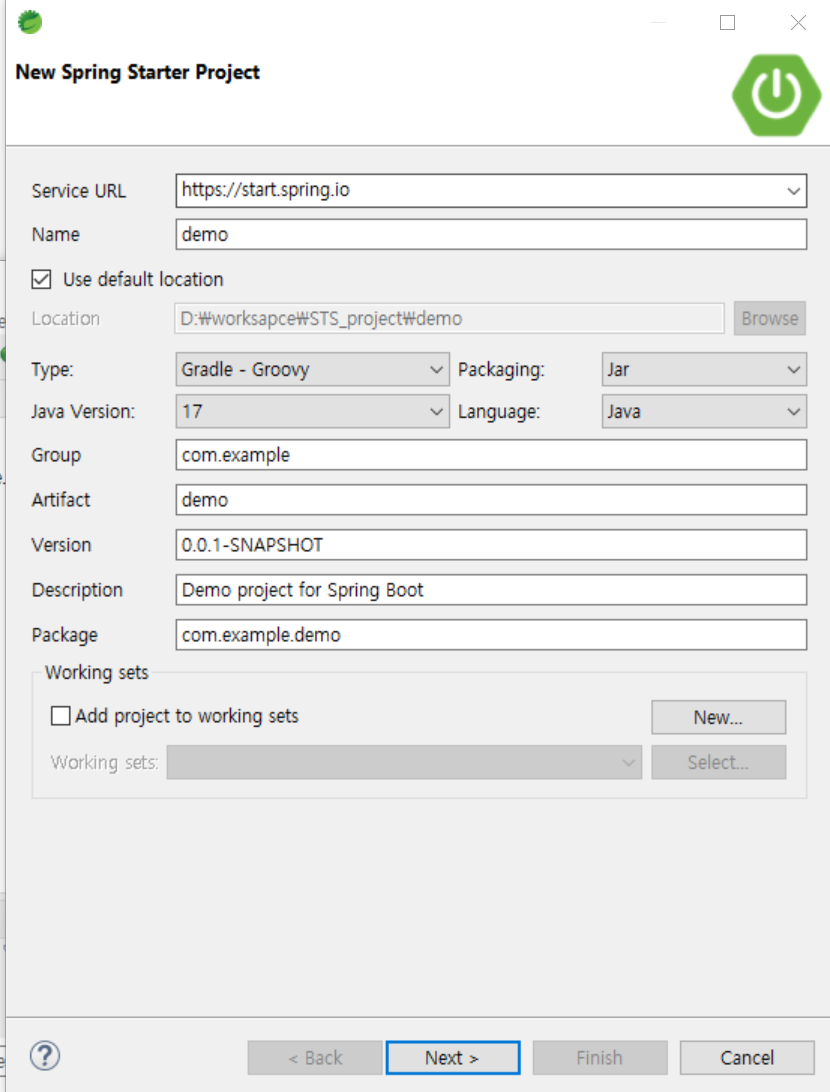 New Spring Starter Project
Service URL https://start.spring.io
Name demo
Use default location
Location D:₩worksapce₩STS_project₩demo Browse
Type: Gradle - Groovy Packaging: Jar
Java Version: 17 Language: Java
Group com.example
Artifact demo
Version 0.0.1-SNAPSHOT
Description Demo project for Spring Boot
Package com.example.demo
Working sets
Add project to working sets New...
Working sets: Select...
? < Back Next > Finish Cancel